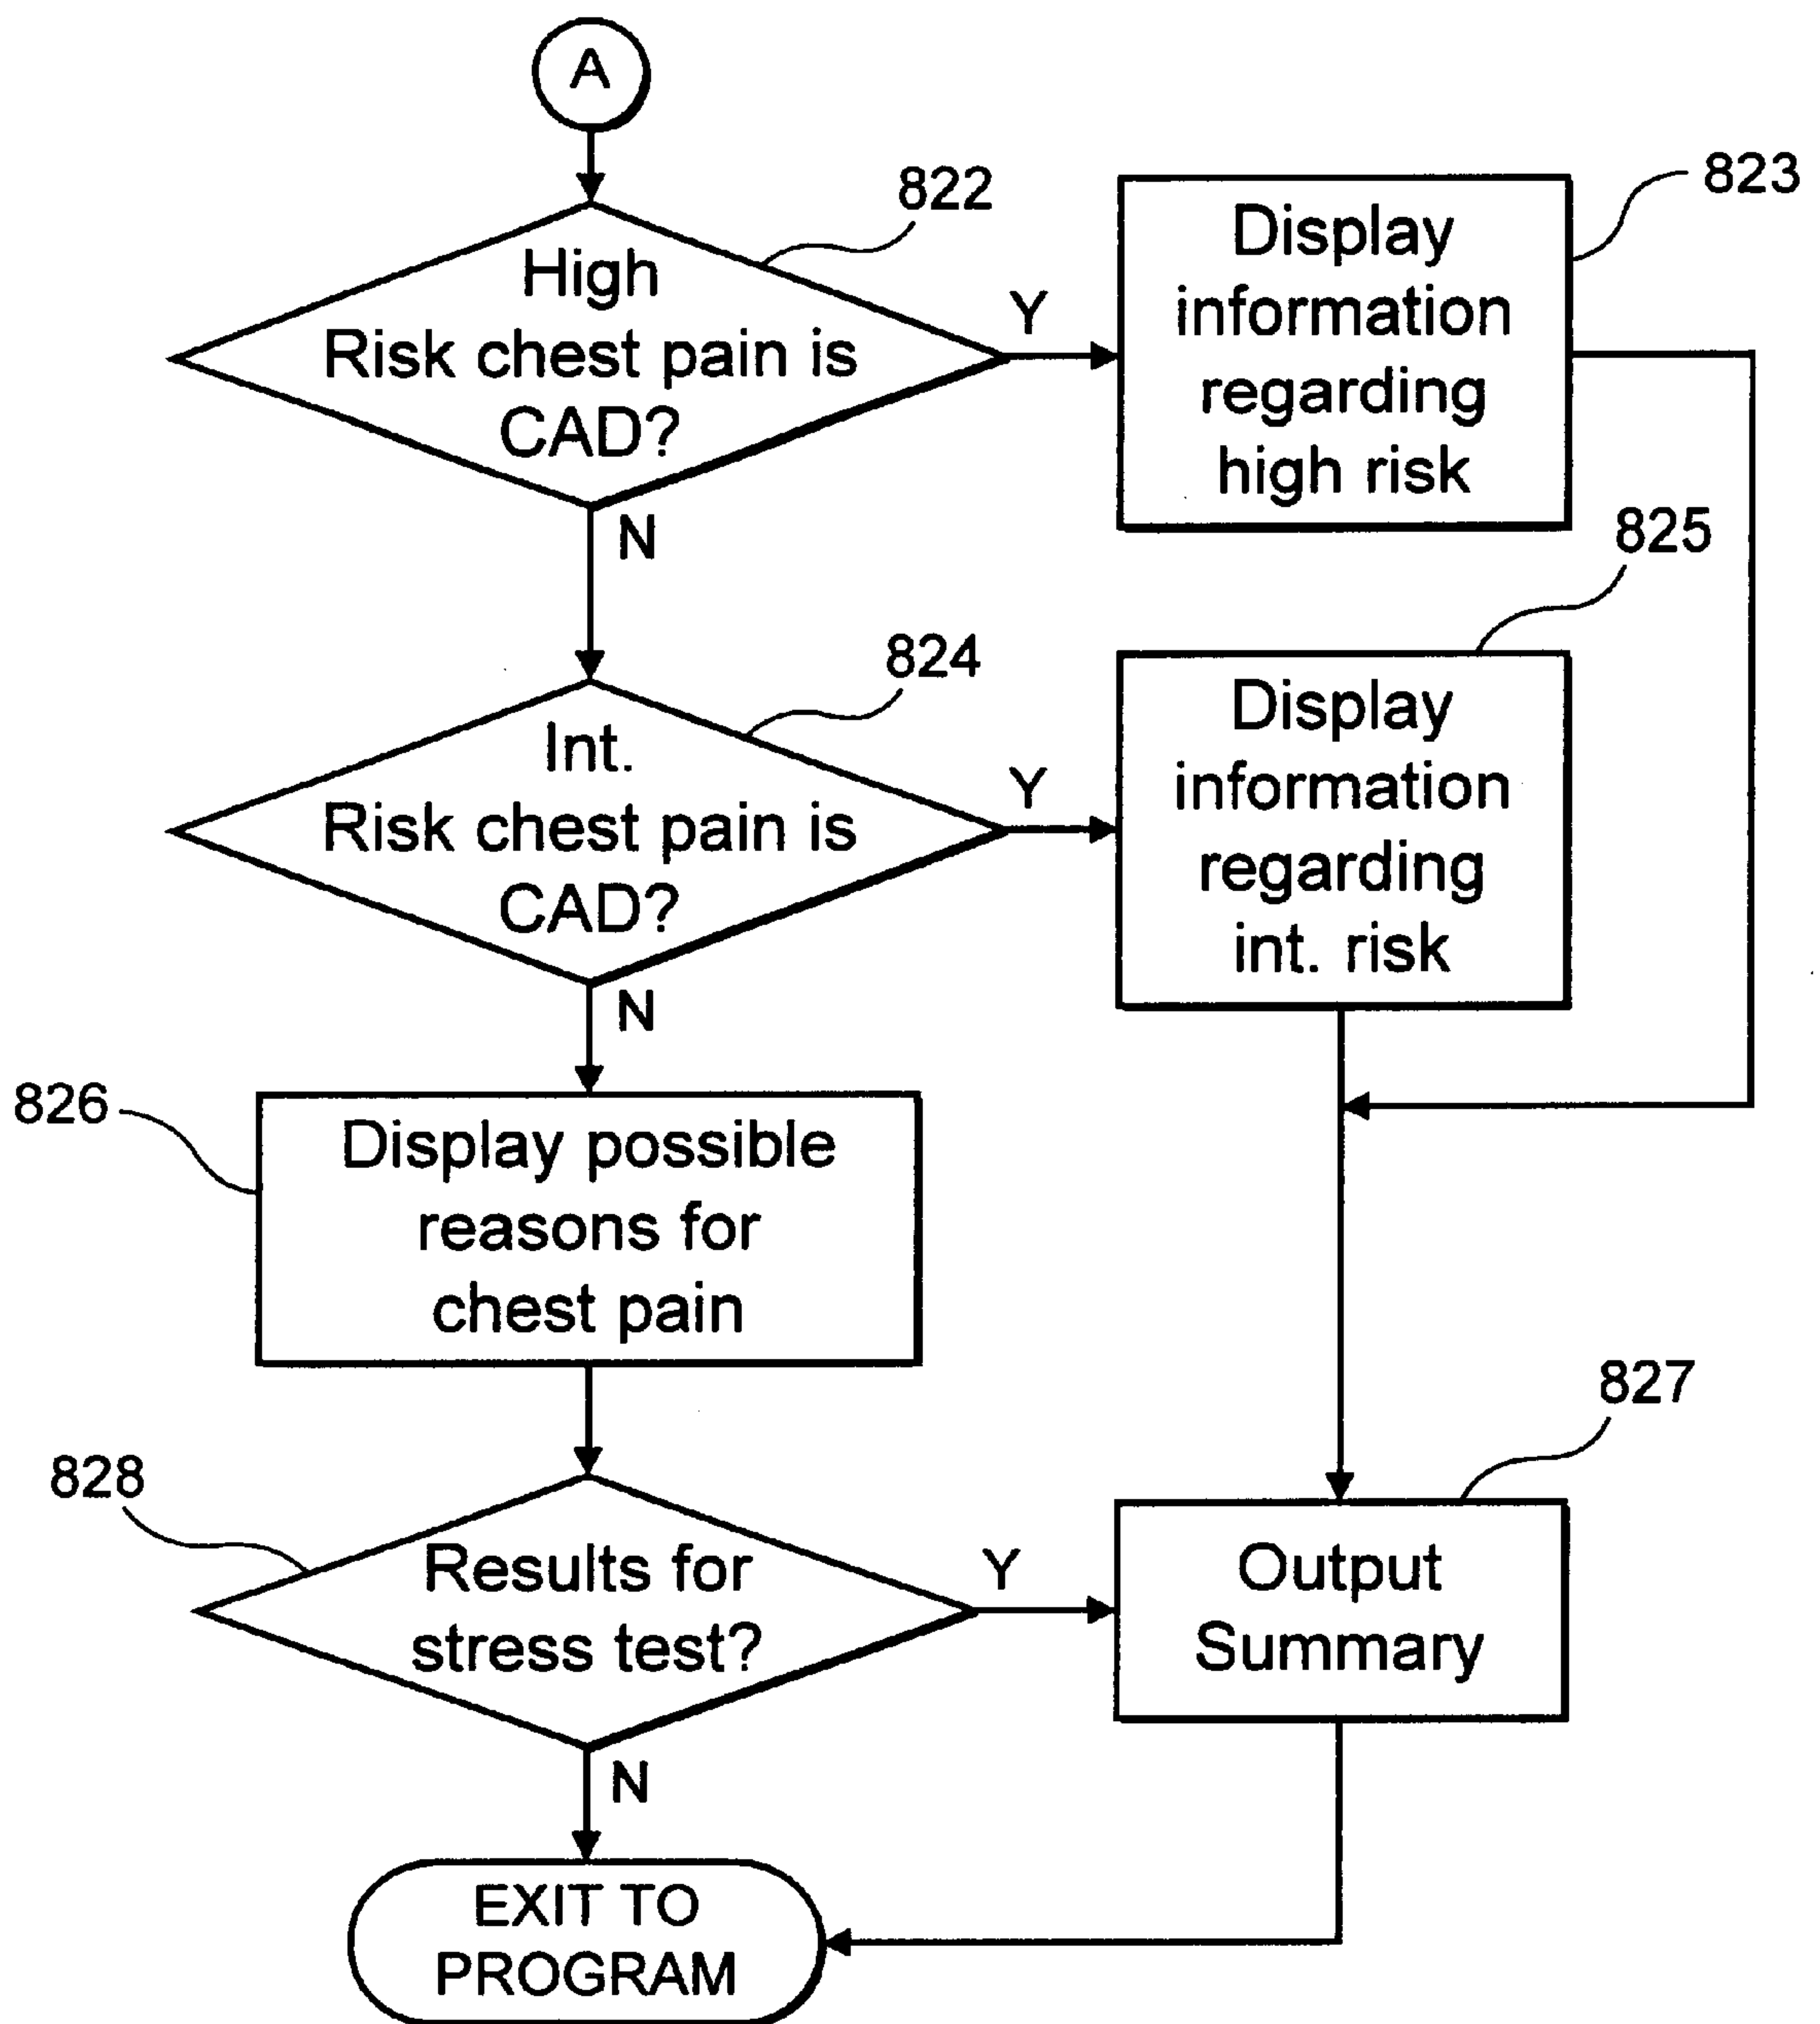 A
822
High
Risk chest pain is
CAD?
Y
N
823
Display
information
regarding
high risk
824
Int.
Risk chest pain is
CAD?
Y
N
825
Display
information
regarding
int. risk
826
Display possible
reasons for
chest pain
828
Results for
stress test?
Y
N
827
Output
Summary
EXIT TO
PROGRAM